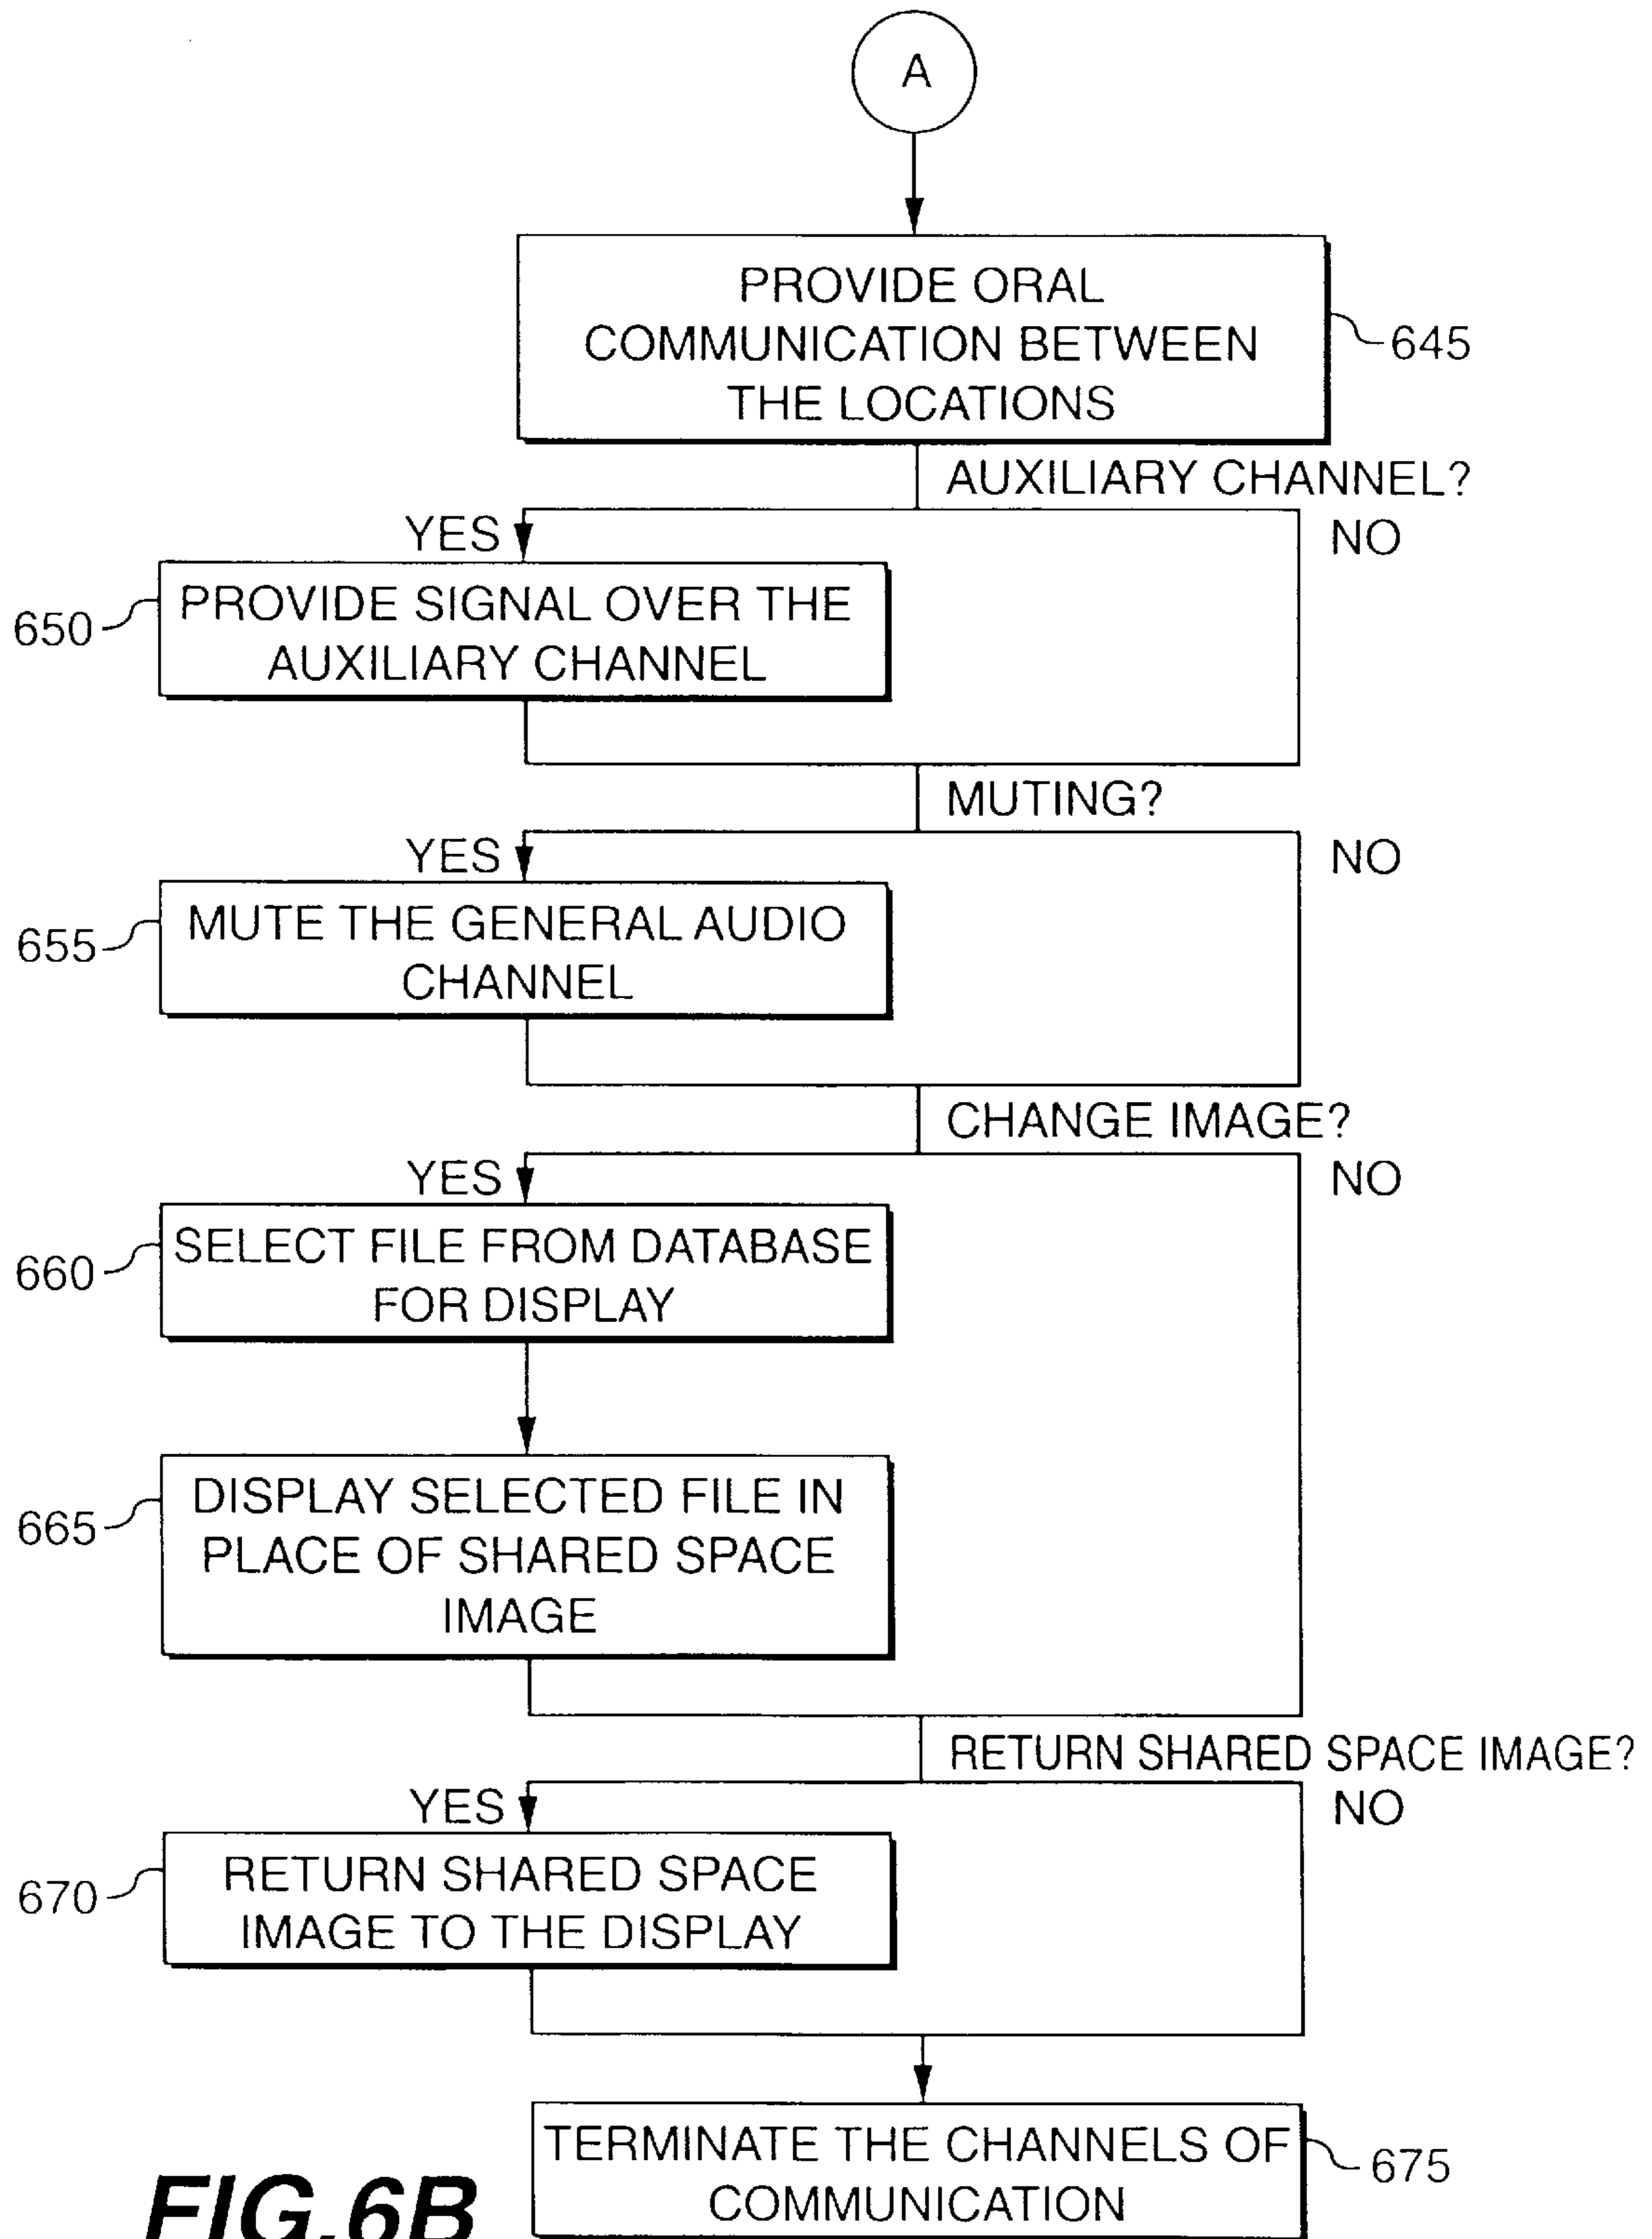 A
PROVIDE ORAL
COMMUNICATION BETWEEN
THE LOCATIONS
645
AUXILIARY CHANNEL?
YES
NO
650
PROVIDE SIGNAL OVER THE
AUXILIARY CHANNEL
MUTING?
YES
NO
655
MUTE THE GENERAL AUDIO
CHANNEL
CHANGE IMAGE?
YES
NO
660
SELECT FILE FROM DATABASE
FOR DISPLAY
665
DISPLAY SELECTED FILE IN
PLACE OF SHARED SPACE
IMAGE
RETURN SHARED SPACE IMAGE?
YES
NO
670
RETURN SHARED SPACE
IMAGE TO THE DISPLAY
TERMINATE THE CHANNELS OF
COMMUNICATION
675
FIG.6B